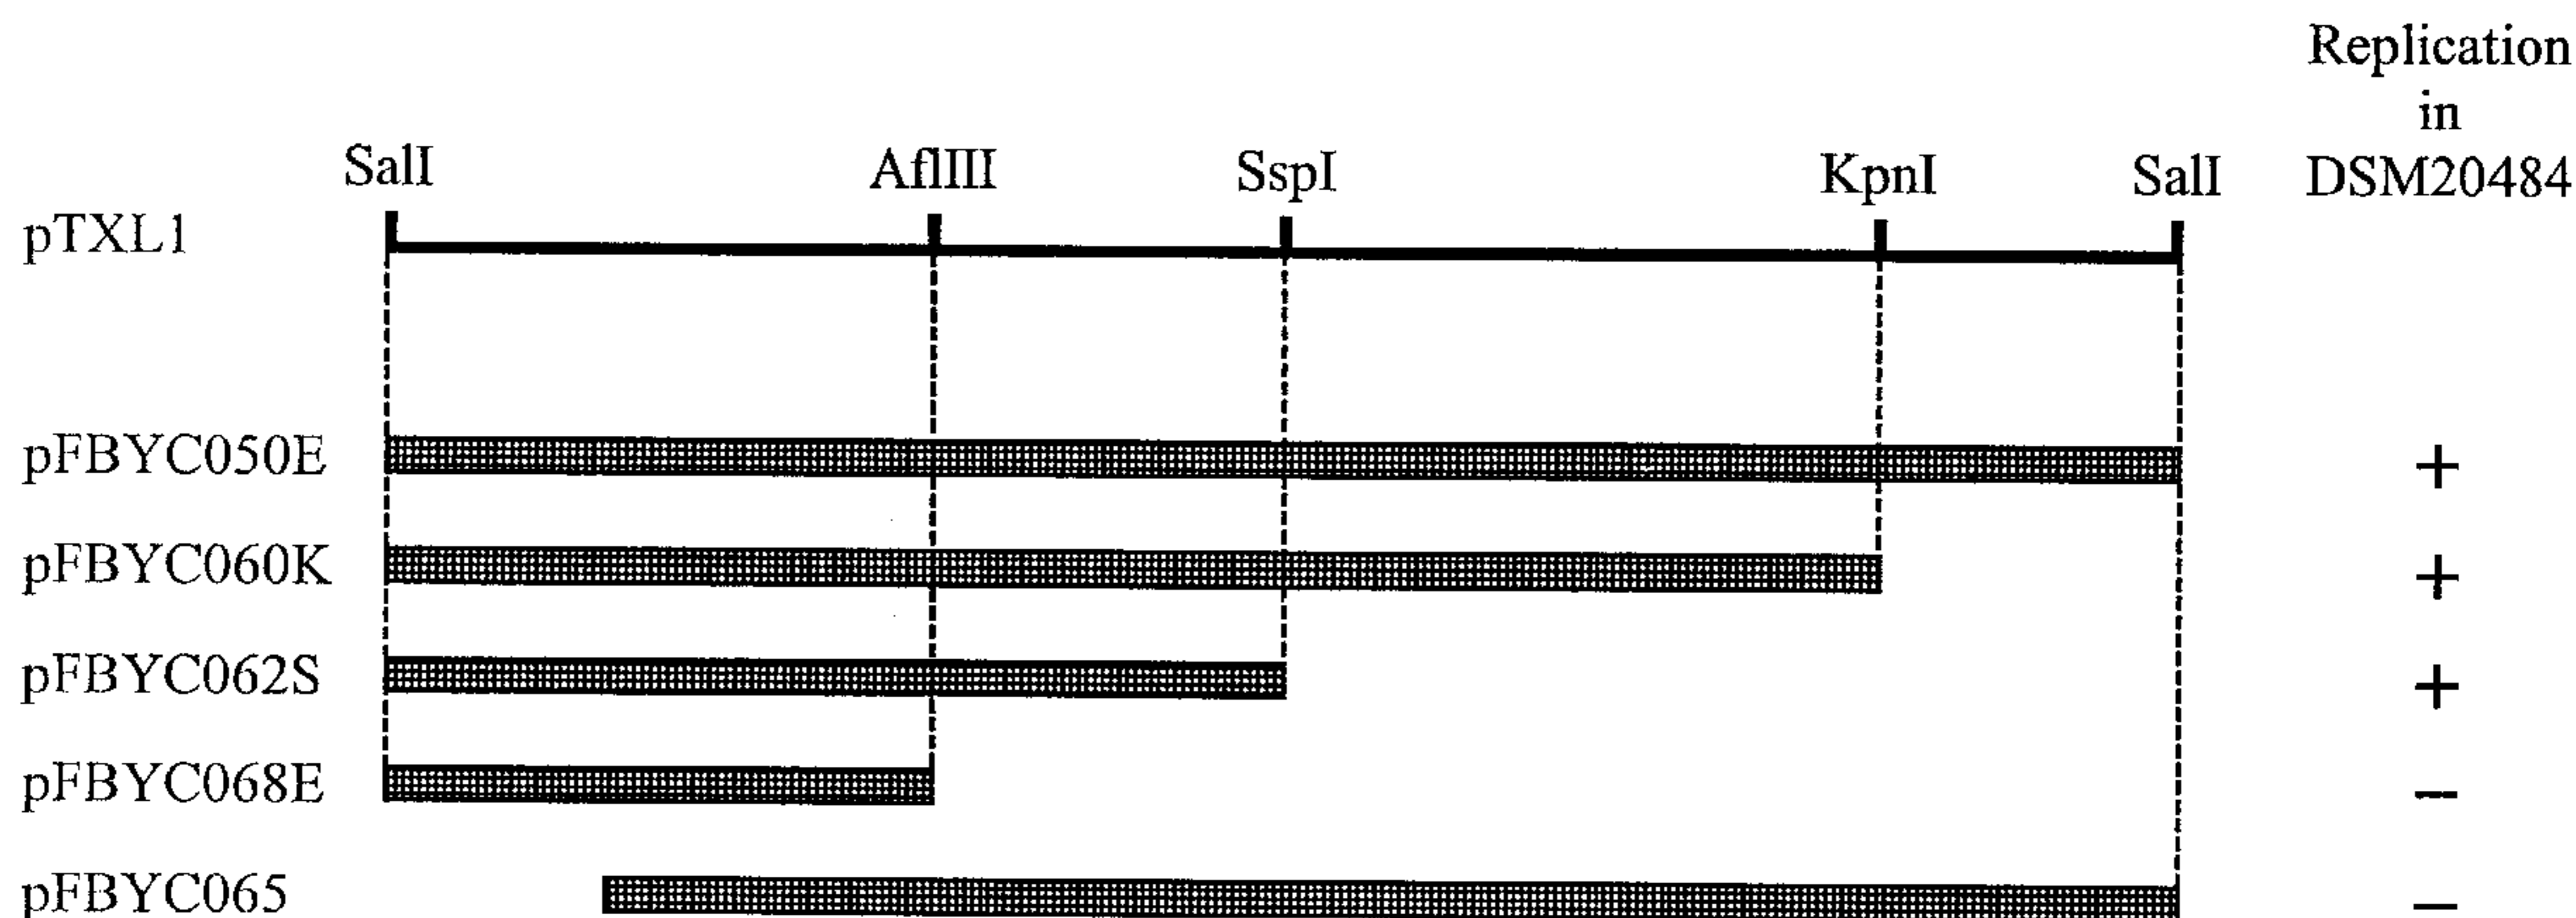 Replication
in
DSM20484
SalI AflIII SspI KpnI SalI
pTXL1
pFBYC050E +
pFBYC060K +
pFBYC062S +
pFBYC068E −
pFBYC065 −